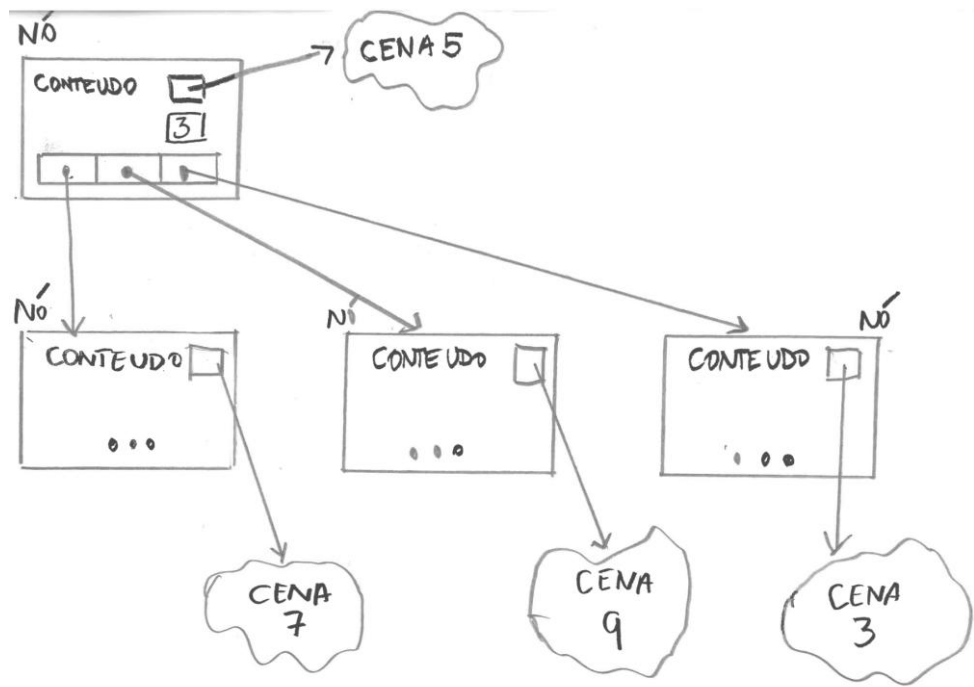 NÓ
CENA 5
CONTEUDO
3
NÓ
NÓ
NÓ
CONTEUDO
CONTEUDO
CONTEUDO
CENA
7
CENA
9
CENA
3